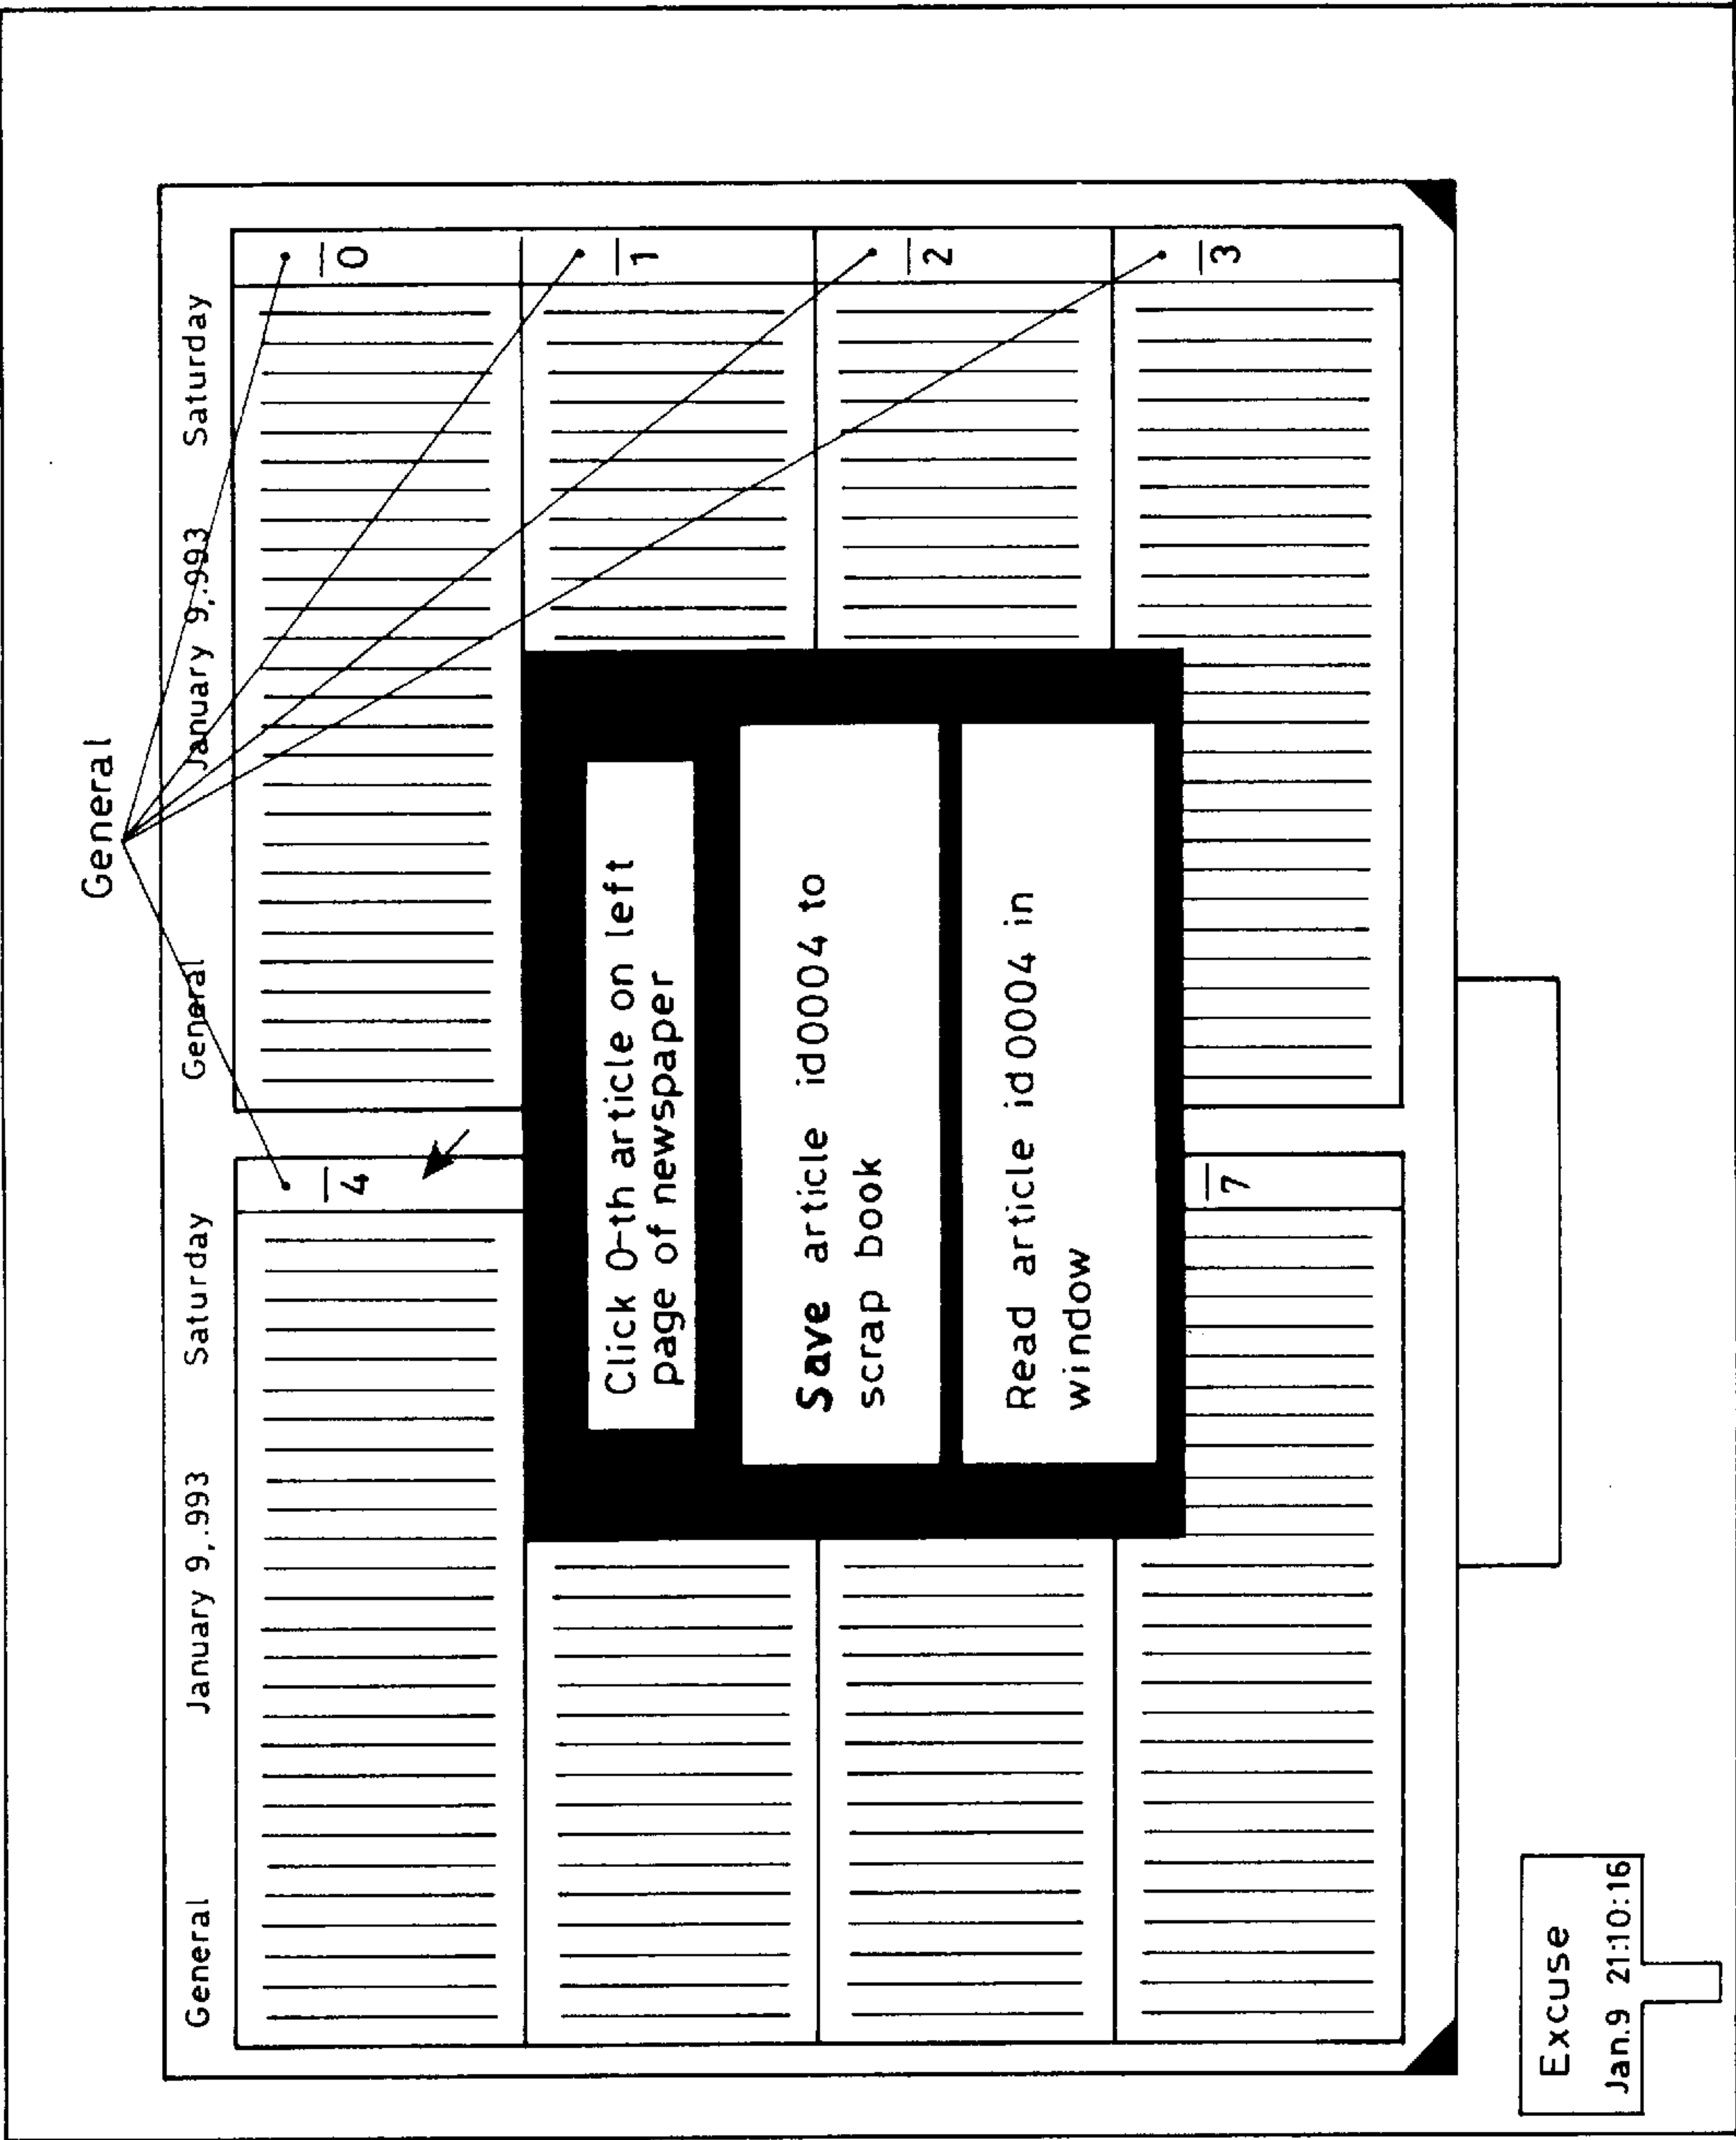 General
General January 9,.993 Saturday
General January 9,.993 Saturday
4
0
1
2
7
3
Click 0-th article on left
page of newspaper
Save article id0004 to
scrap book
Read article id0004 in
window
Excuse
Jan.9 21:10:16